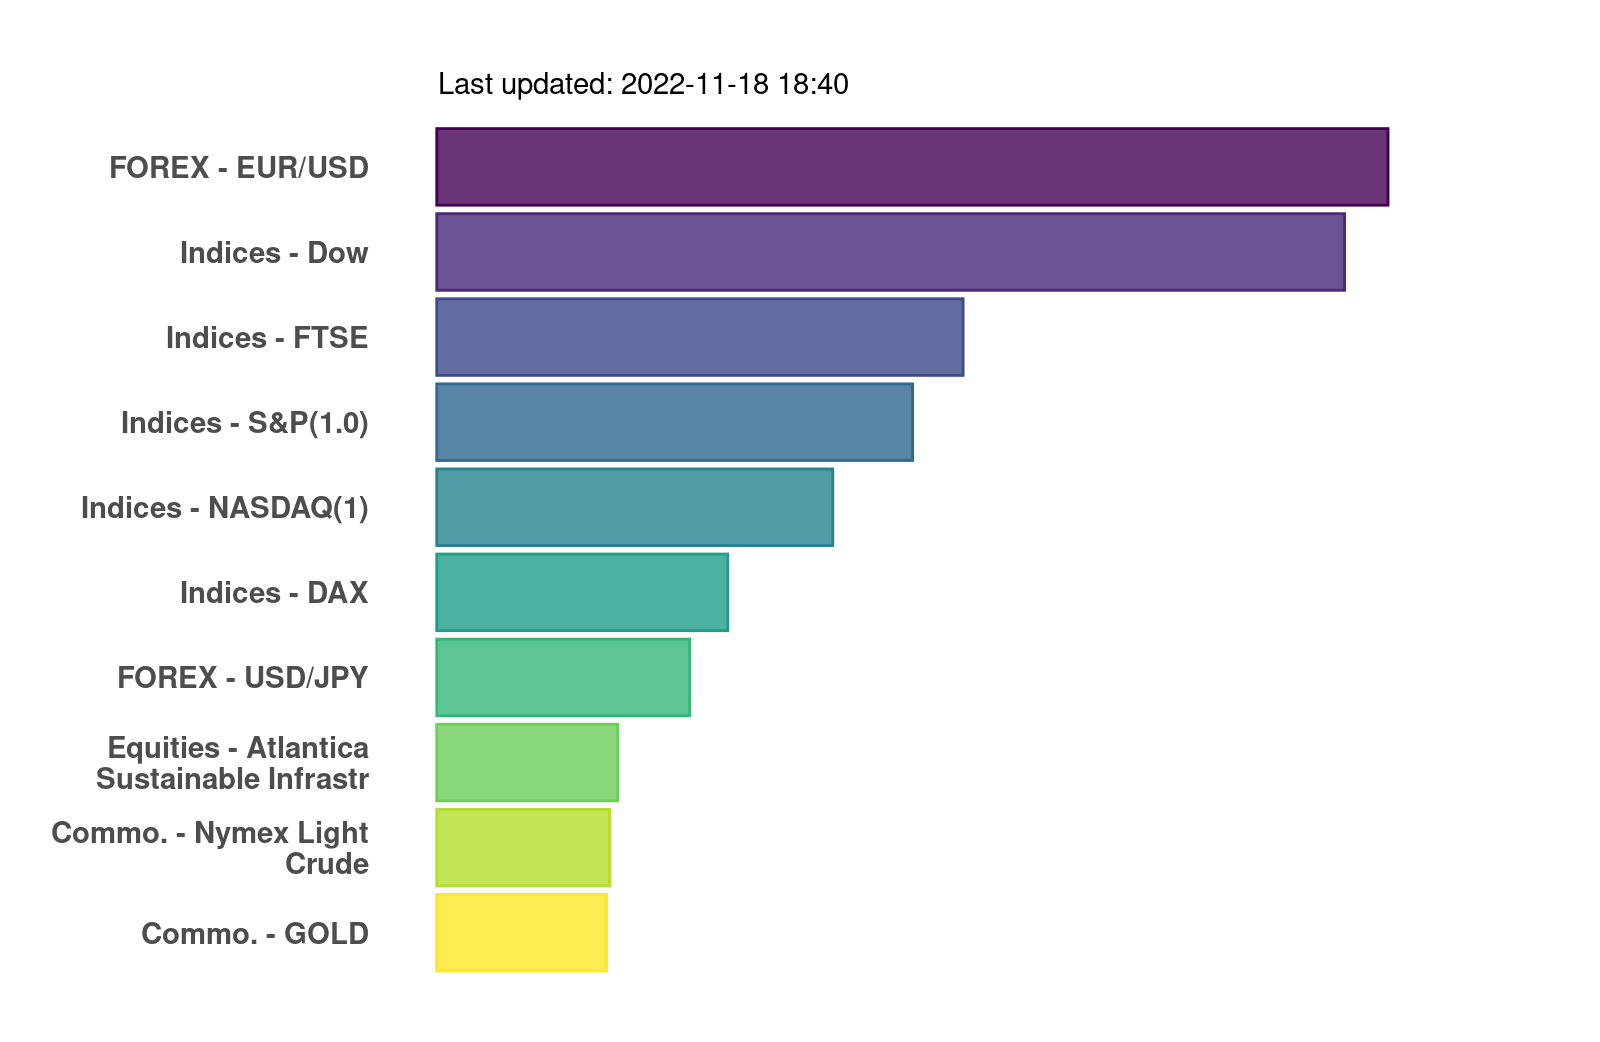 Last updated: 2022-11-18 18:40
FOREX - EUR/USD
Indices - Dow
Indices - FTSE
Indices - S&P(1.0)
Indices - NASDAQ(1)
Indices - DAX
FOREX - USD/JPY
Equities - Atlantica
Sustainable Infrastr
Commo. - Nymex Light
Crude
Commo. - GOLD